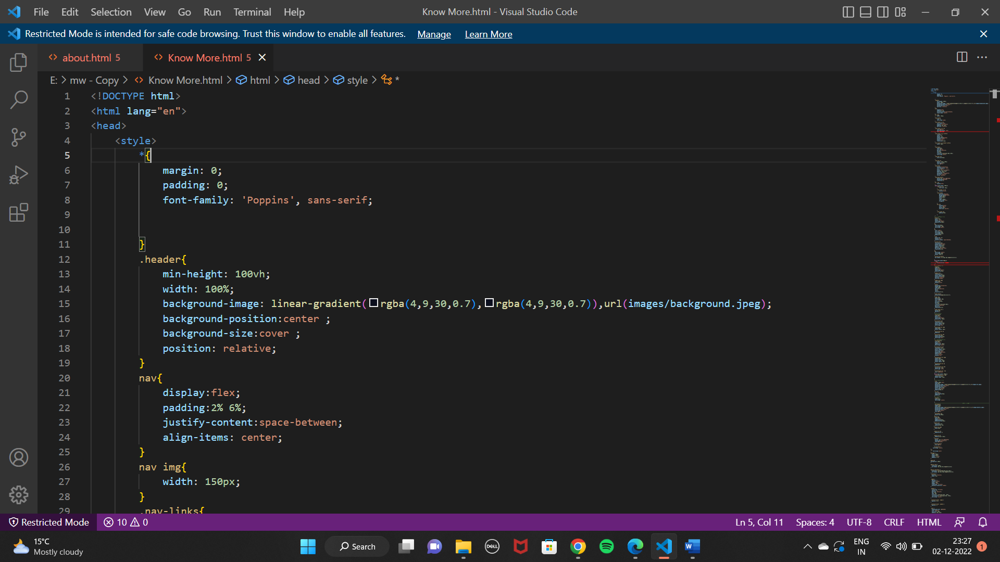 File Edit Selection View Go Run Terminal Help
Know More.html - Visual Studio Code
Restricted Mode is intended for safe code browsing. Trust this window to enable all features. Manage Learn More
about.html 5
Know More.html 5
E: > mw - Copy > Know More.html > html > head > style > *
1 <!DOCTYPE html>
2 <html lang="en">
3 <head>
4 <style>
5 *{
6 margin: 0;
7 padding: 0;
8 font-family: 'Poppins', sans-serif;
9
10
11 }
12 .header{
13 min-height: 100vh;
14 width: 100%;
15 background-image: linear-gradient(rgba(4,9,30,0.7),rgba(4,9,30,0.7)),url(images/background.jpeg);
16 background-position:center ;
17 background-size:cover ;
18 position: relative;
19 }
20 nav{
21 display:flex;
22 padding:2% 6%;
23 justify-content:space-between;
24 align-items: center;
25 }
26 nav img{
27 width: 150px;
28 }
29 .nav-links{
Restricted Mode 10 0
Ln 5, Col 11 Spaces: 4 UTF-8 CRLF HTML
15°C
Mostly cloudy
Search
DELL
W
ENG
IN
23:27
02-12-2022
1